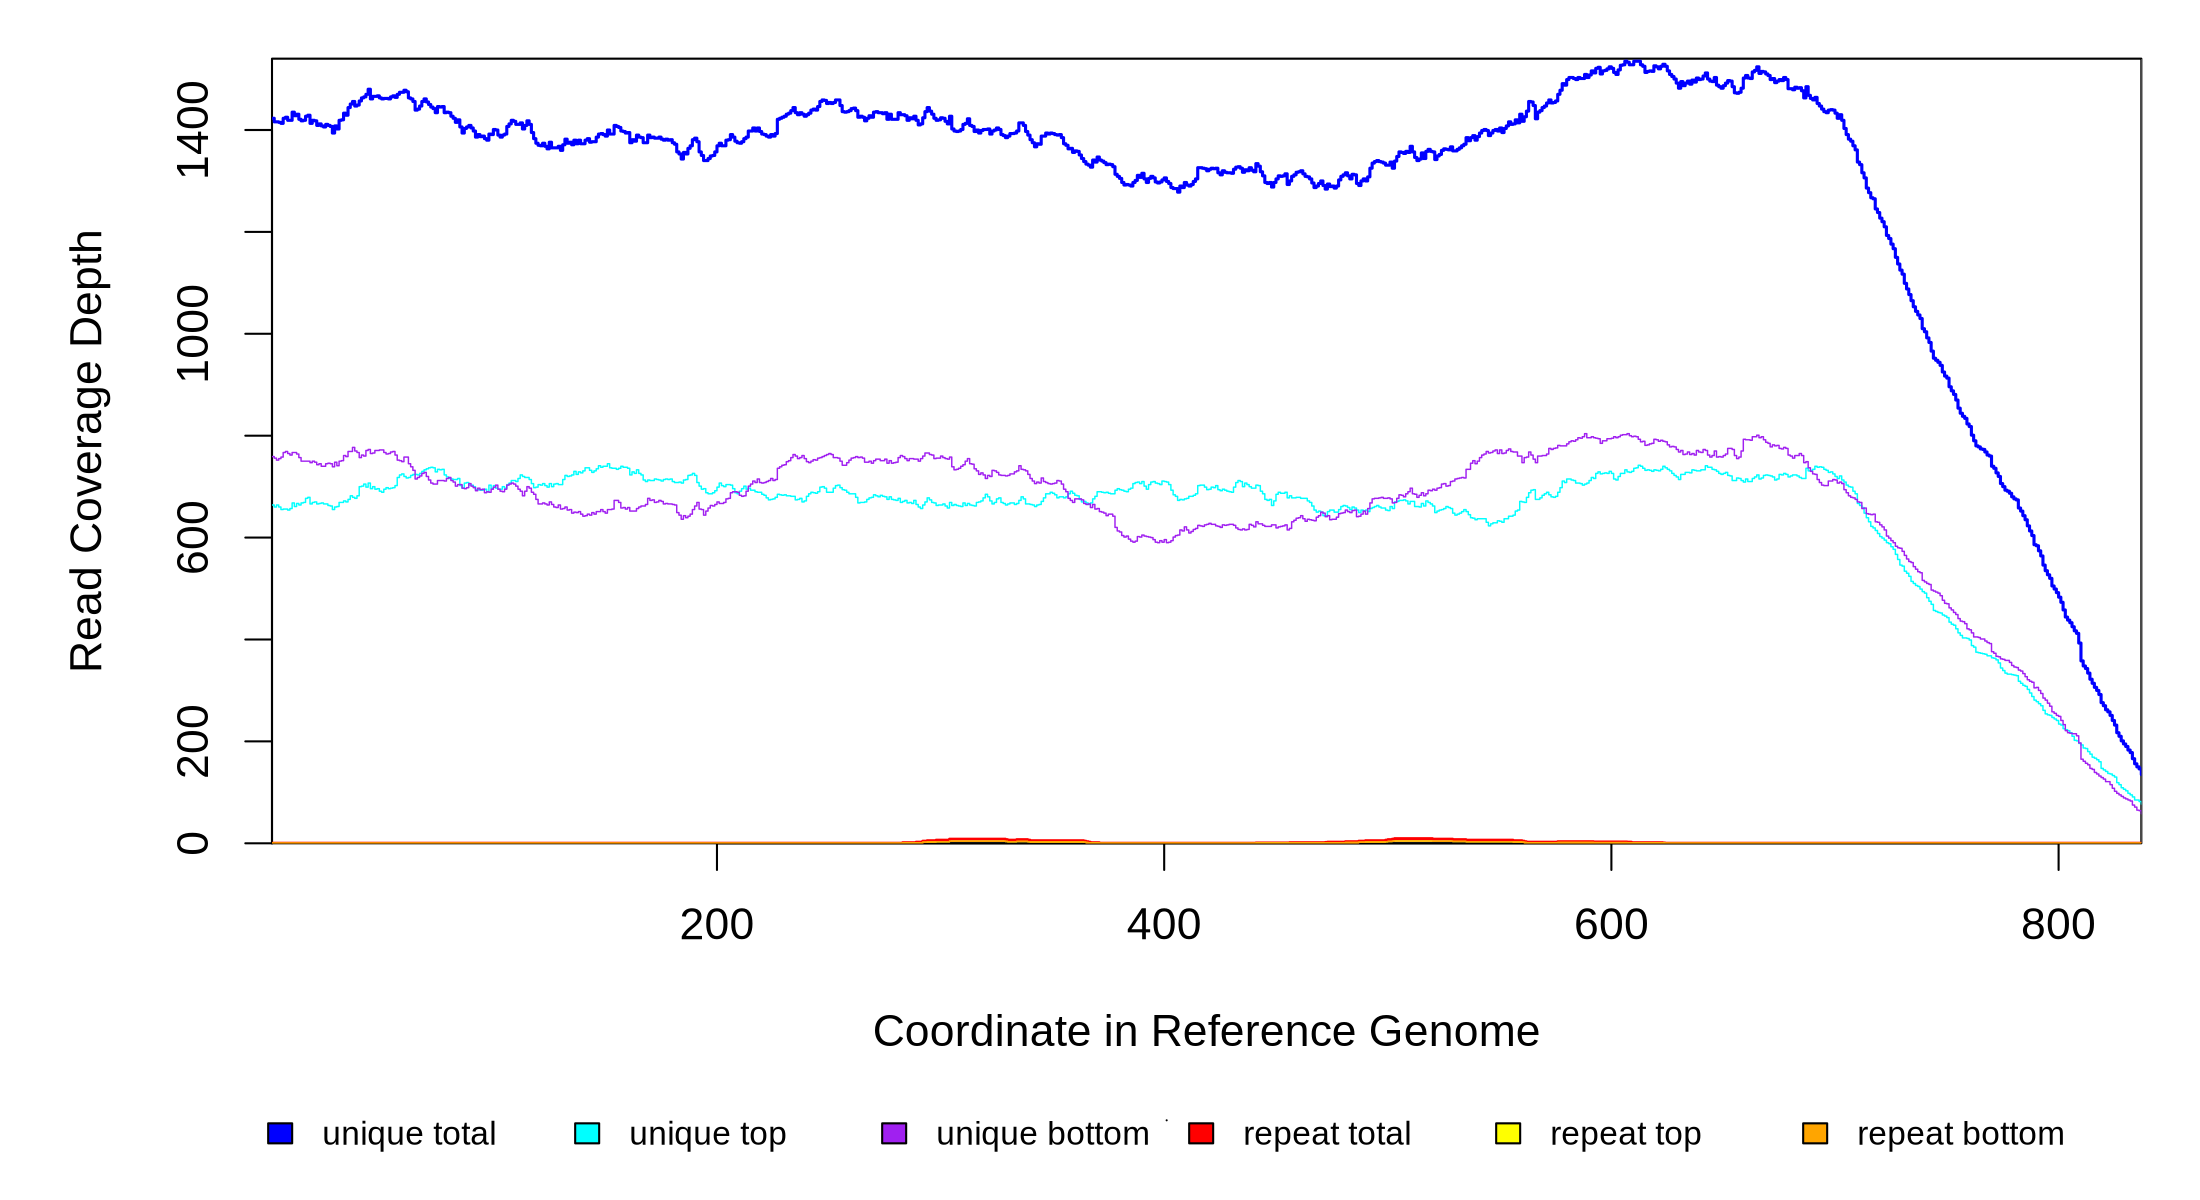 Read Coverage Depth
1400
1000
600
200
0
200 400 600 800
Coordinate in Reference Genome
unique total unique top unique bottom repeat total repeat top repeat bottom